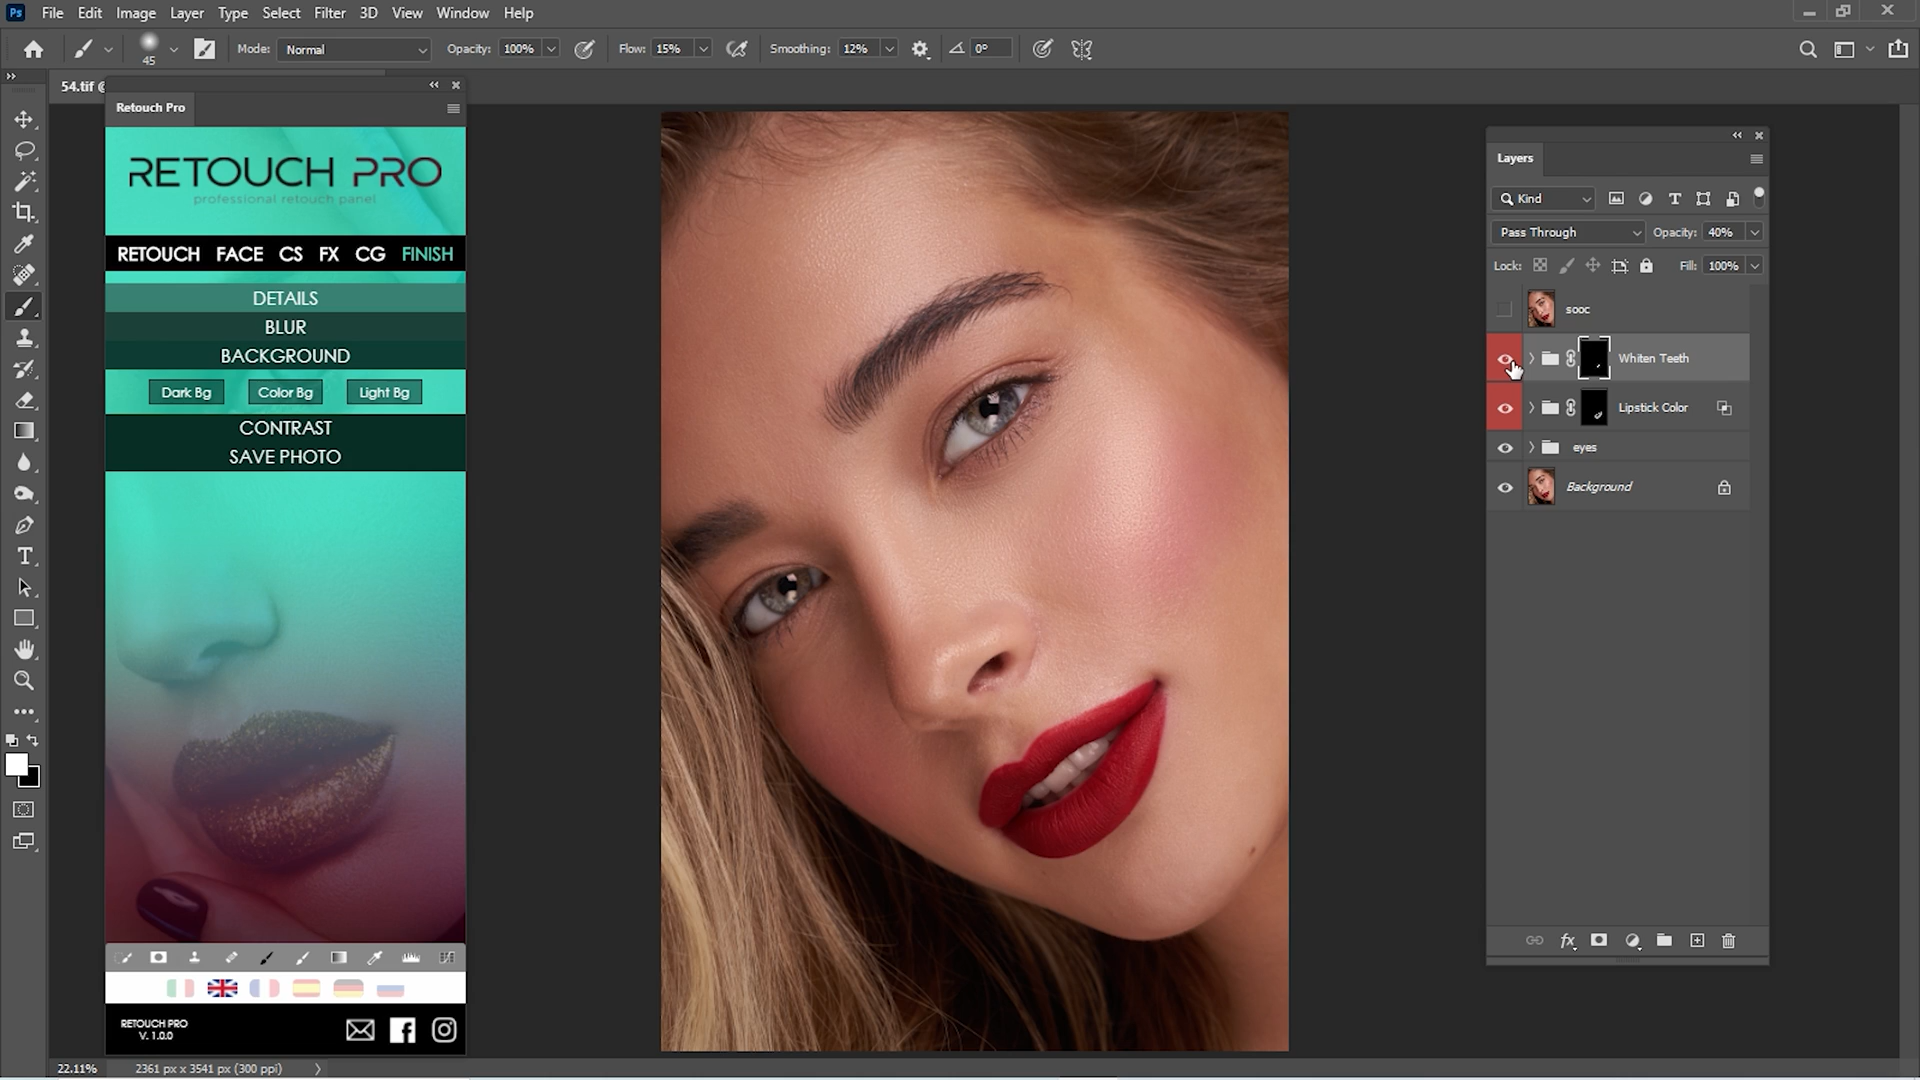 Ps File Edit Image Layer Type Select Filter 3D View Window Help
45 Mode: Normal Opacity: 100% Flow: 15% Smoothing: 12% 0°
54.tif @
Retouch Pro
RETOUCH PRO
professional retouch panel
RETOUCH FACE CS FX CG FINISH
DETAILS
BLUR
BACKGROUND
Dark Bg Color Bg Light Bg
CONTRAST
SAVE PHOTO
RETOUCH PRO
V. 1.0.0
Layers
Kind
Pass Through Opacity: 40%
Lock: Fill: 100%
sooc
Whiten Teeth
Lipstick Color
eyes
Background
fx
22.11% 2361 px x 3541 px (300 ppi)